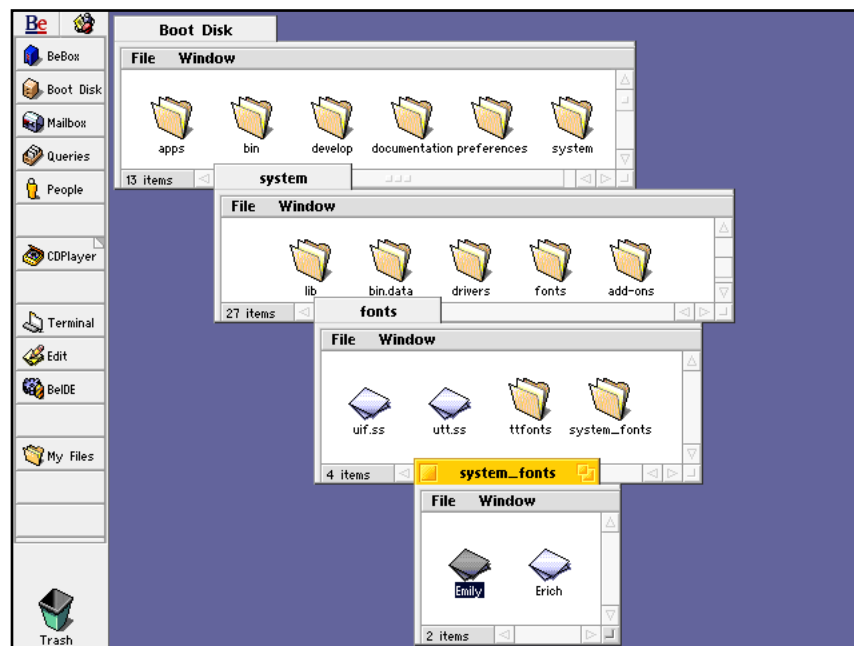 Be
BeBox
Boot Disk
Mailbox
Queries
People
CDPlayer
Terminal
Edit
BeIDE
My Files
Trash
Boot Disk
File Window
apps bin develop documentation preferences system
13 items
system
File Window
lib bin.data drivers fonts add-ons
27 items
fonts
File Window
uif.ss utt.ss ttfonts system_fonts
4 items
system_fonts
File Window
Emily Erich
2 items